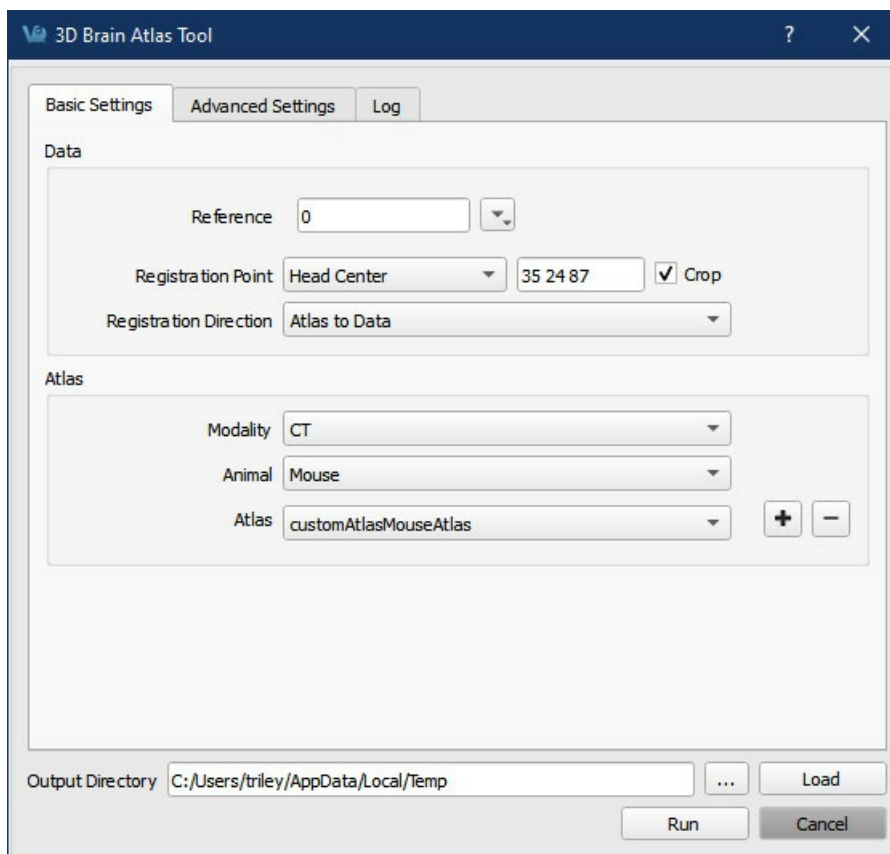 3D Brain Atlas Tool ? ✕
Basic Settings Advanced Settings Log
Data
Reference 0
Registration Point Head Center 35 24 87 Crop
Registration Direction Atlas to Data
Atlas
Modality CT
Animal Mouse
Atlas customAtlasMouseAtlas + −
Output Directory C:/Users/triley/AppData/Local/Temp ... Load
Run Cancel